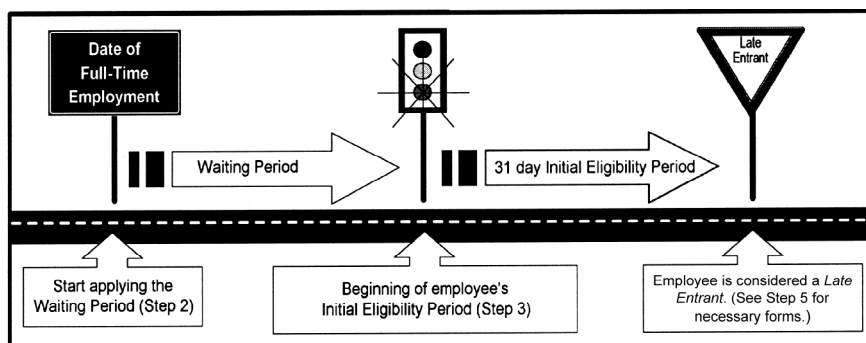 Date of
Full-Time
Employment
Late
Entrant
Waiting Period
31 day Initial Eligibility Period
Start applying the
Waiting Period (Step 2)
Beginning of employee's
Initial Eligibility Period (Step 3)
Employee is considered a Late
Entrant. (See Step 5 for
necessary forms.)